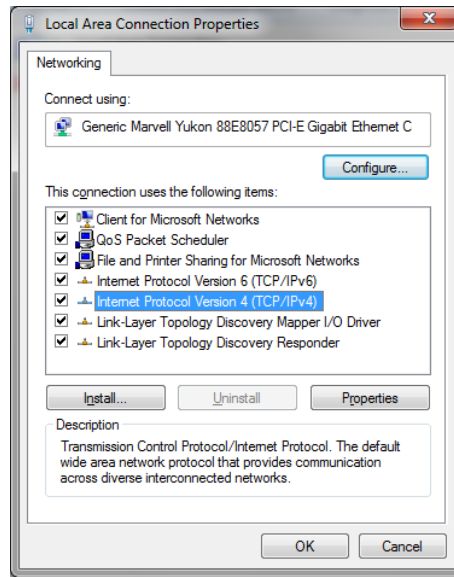 Local Area Connection Properties
Networking
Connect using:
Generic Marvell Yukon 88E8057 PCI-E Gigabit Ethernet C
Configure...
This connection uses the following items:
Client for Microsoft Networks
QoS Packet Scheduler
File and Printer Sharing for Microsoft Networks
Internet Protocol Version 6 (TCP/IPv6)
Internet Protocol Version 4 (TCP/IPv4)
Link-Layer Topology Discovery Mapper I/O Driver
Link-Layer Topology Discovery Responder
Install...
Uninstall
Properties
Description
Transmission Control Protocol/Internet Protocol. The default
wide area network protocol that provides communication
across diverse interconnected networks.
OK
Cancel